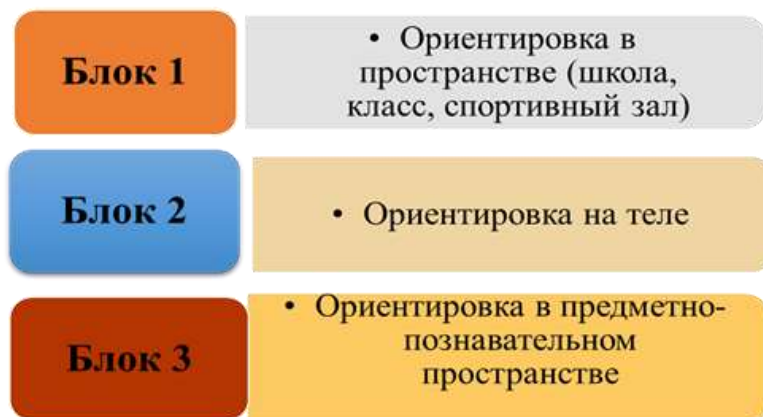 Блок 1
• Ориентировка в
пространстве (школа,
класс, спортивный зал)
Блок 2
• Ориентировка на теле
Блок 3
• Ориентировка в предметно-
познавательном
пространстве